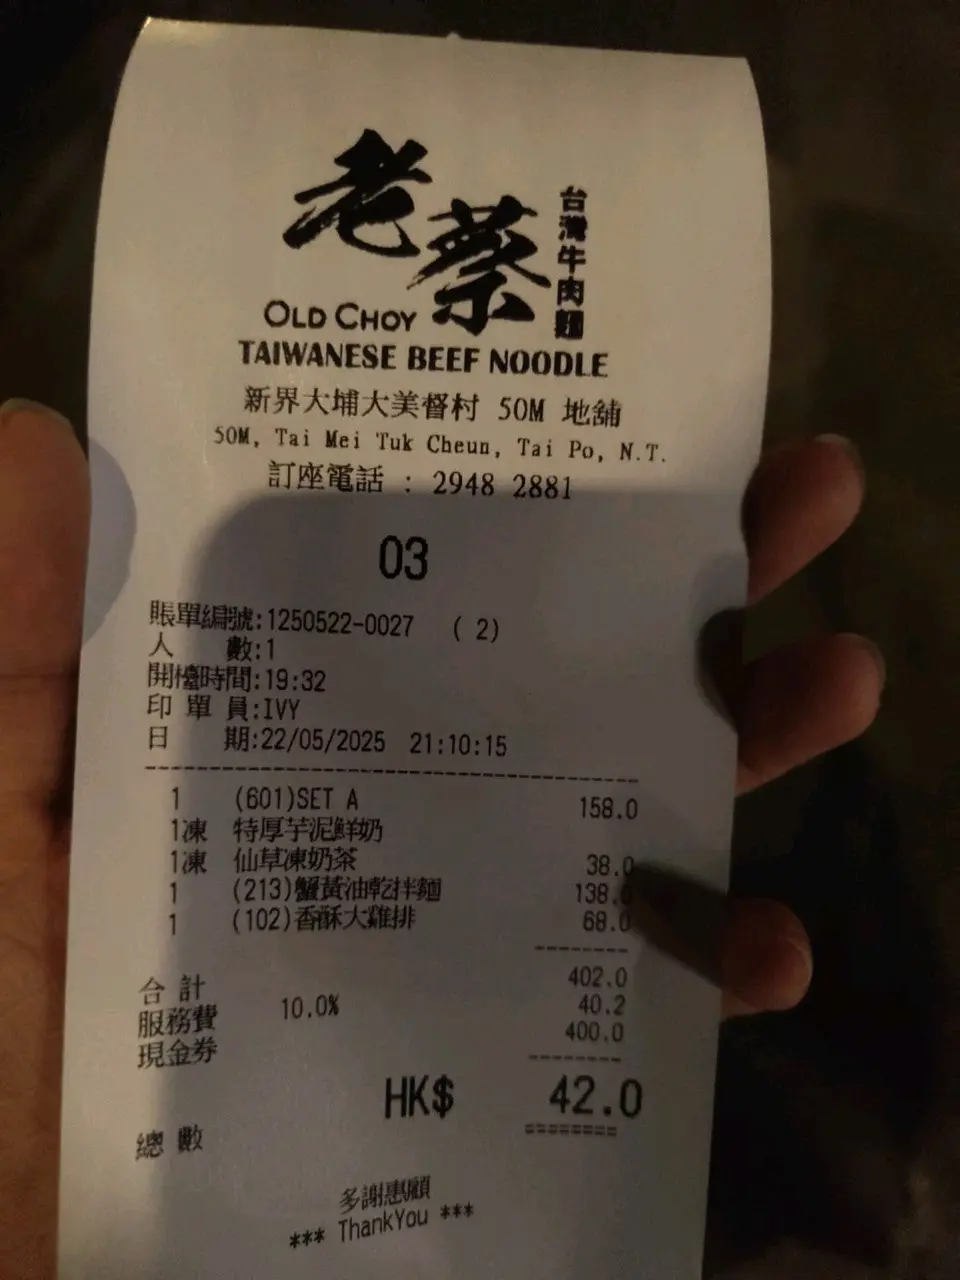 老蔡
台灣牛肉麵
OLD CHOY
TAIWANESE BEEF NOODLE
新界大埔大美督村 50M 地舖
50M, Tai Mei Tuk Cheun, Tai Po, N.T.
訂座電話 : 2948 2881
03
賬單編號:1250522-0027 ( 2)
人 數:1
開檯時間:19:32
印 單 員:IVY
日 期:22/05/2025 21:10:15
1 (601)SET A 158.0
1凍 特厚芋泥鮮奶
1凍 仙草凍奶茶 38.0
1 (213)蟹黃油乾拌麵 138.0
1 (102)香酥大雞排 68.0
合 計 402.0
服務費 10.0% 40.2
現金券 400.0
HK$ 42.0
總 數
多謝惠顧
*** ThankYou ***